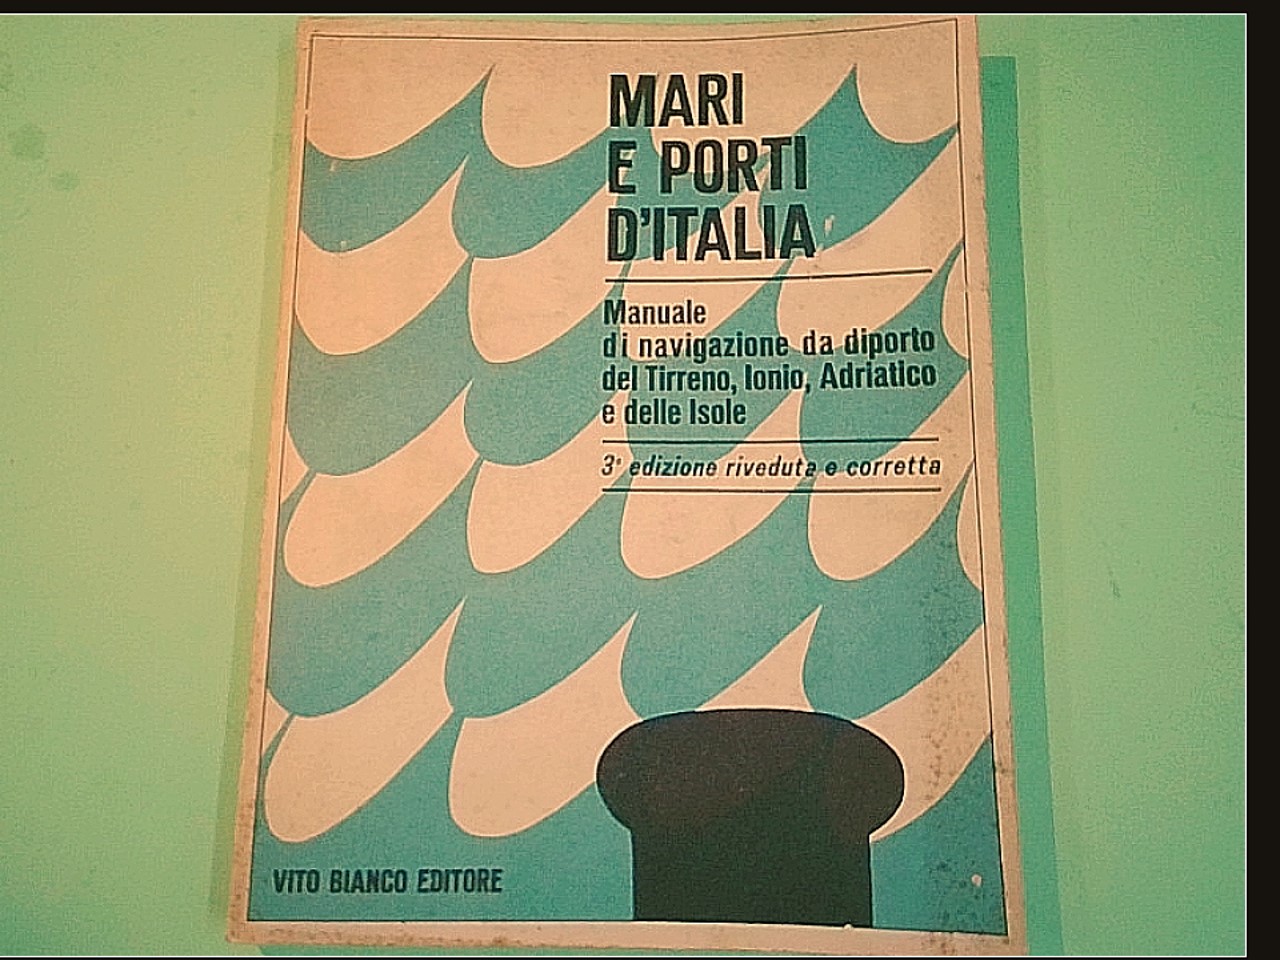 MARI
E PORTI
D'ITALIA
Manuale
di navigazione da diporto
del Tirreno, Ionio, Adriatico
e delle Isole
3ª edizione riveduta e corretta
VITO BIANCO EDITORE